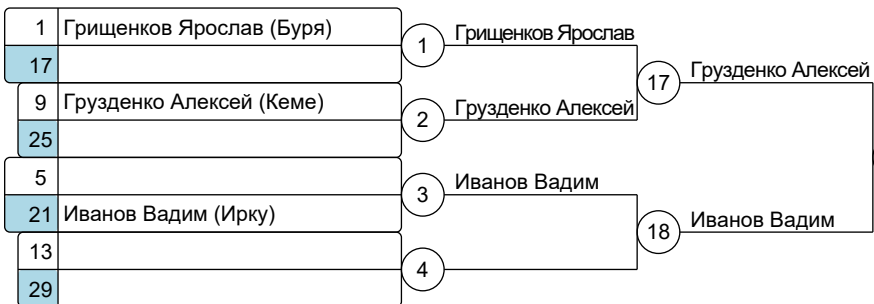 1 Грищенков Ярослав (Буря)
17
9 Грузденко Алексей (Кеме)
25
5
21 Иванов Вадим (Ирку)
13
29
1 Грищенков Ярослав
2 Грузденко Алексей
3 Иванов Вадим
4
17 Грузденко Алексей
18 Иванов Вадим